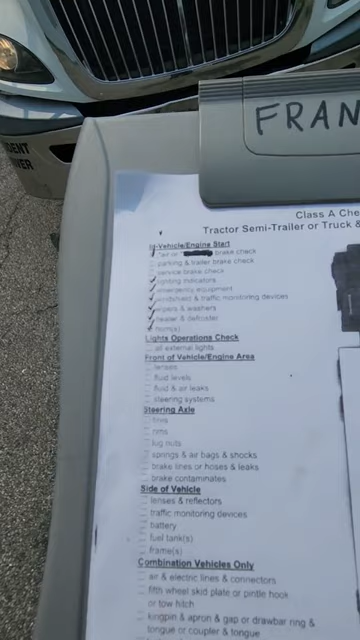 DENT
VER
FRAN
Class A Che
Tractor Semi-Trailer or Truck &
In-Vehicle/Engine Start
*air or brake check
parking & trailer brake check
service brake check
lighting indicators
emergency equipment
windshield & traffic monitoring devices
wipers & washers
heater & defroster
horn(s)
Lights Operations Check
all external lights
Front of Vehicle/Engine Area
lenses
fluid levels
fluid & air leaks
steering systems
Steering Axle
tires
rims
lug nuts
springs & air bags & shocks
brake lines or hoses & leaks
brake contaminates
Side of Vehicle
lenses & reflectors
traffic monitoring devices
battery
fuel tank(s)
frame(s)
Combination Vehicles Only
air & electric lines & connectors
fifth wheel skid plate or pintle hook
or tow hitch
kingpin & apron & gap or drawbar ring &
tongue or coupler & tongue